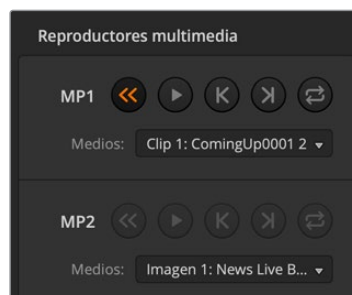 Reproductores multimedia
MP1
Medios: Clip 1: ComingUp0001 2
MP2
Medios: Imagen 1: News Live B...